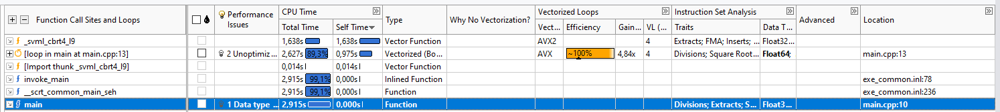 Function Call Sites and Loops
Performance Issues
CPU Time
Total Time
Self Time
Type
Why No Vectorization?
Vectorized Loops
Vect...
Efficiency
Gain...
VL (...
Instruction Set Analysis
Traits
Data T...
Advanced
Location
_svml_cbrt4_l9 1,638s 1,638s Vector Function AVX2 4 Extracts; FMA; Inserts; ... Float32...
[loop in main at main.cpp:13] 2 Unoptimiz... 2,627s 89,3% 0,975s Vectorized (Bo... AVX ~100% 4,84x 4 Divisions; Square Root... Float64; main.cpp:13
[Import thunk _svml_cbrt4_l9] 0,014s 0,014s Vector Function
invoke_main 2,915s 99,1% 0,000s Inlined Function exe_common.inl:78
__scrt_common_main_seh 2,915s 99,1% 0,000s Function exe_common.inl:236
main 1 Data type ... 2,915s 0,000s Function Divisions; Extracts; S... Float3... main.cpp:10